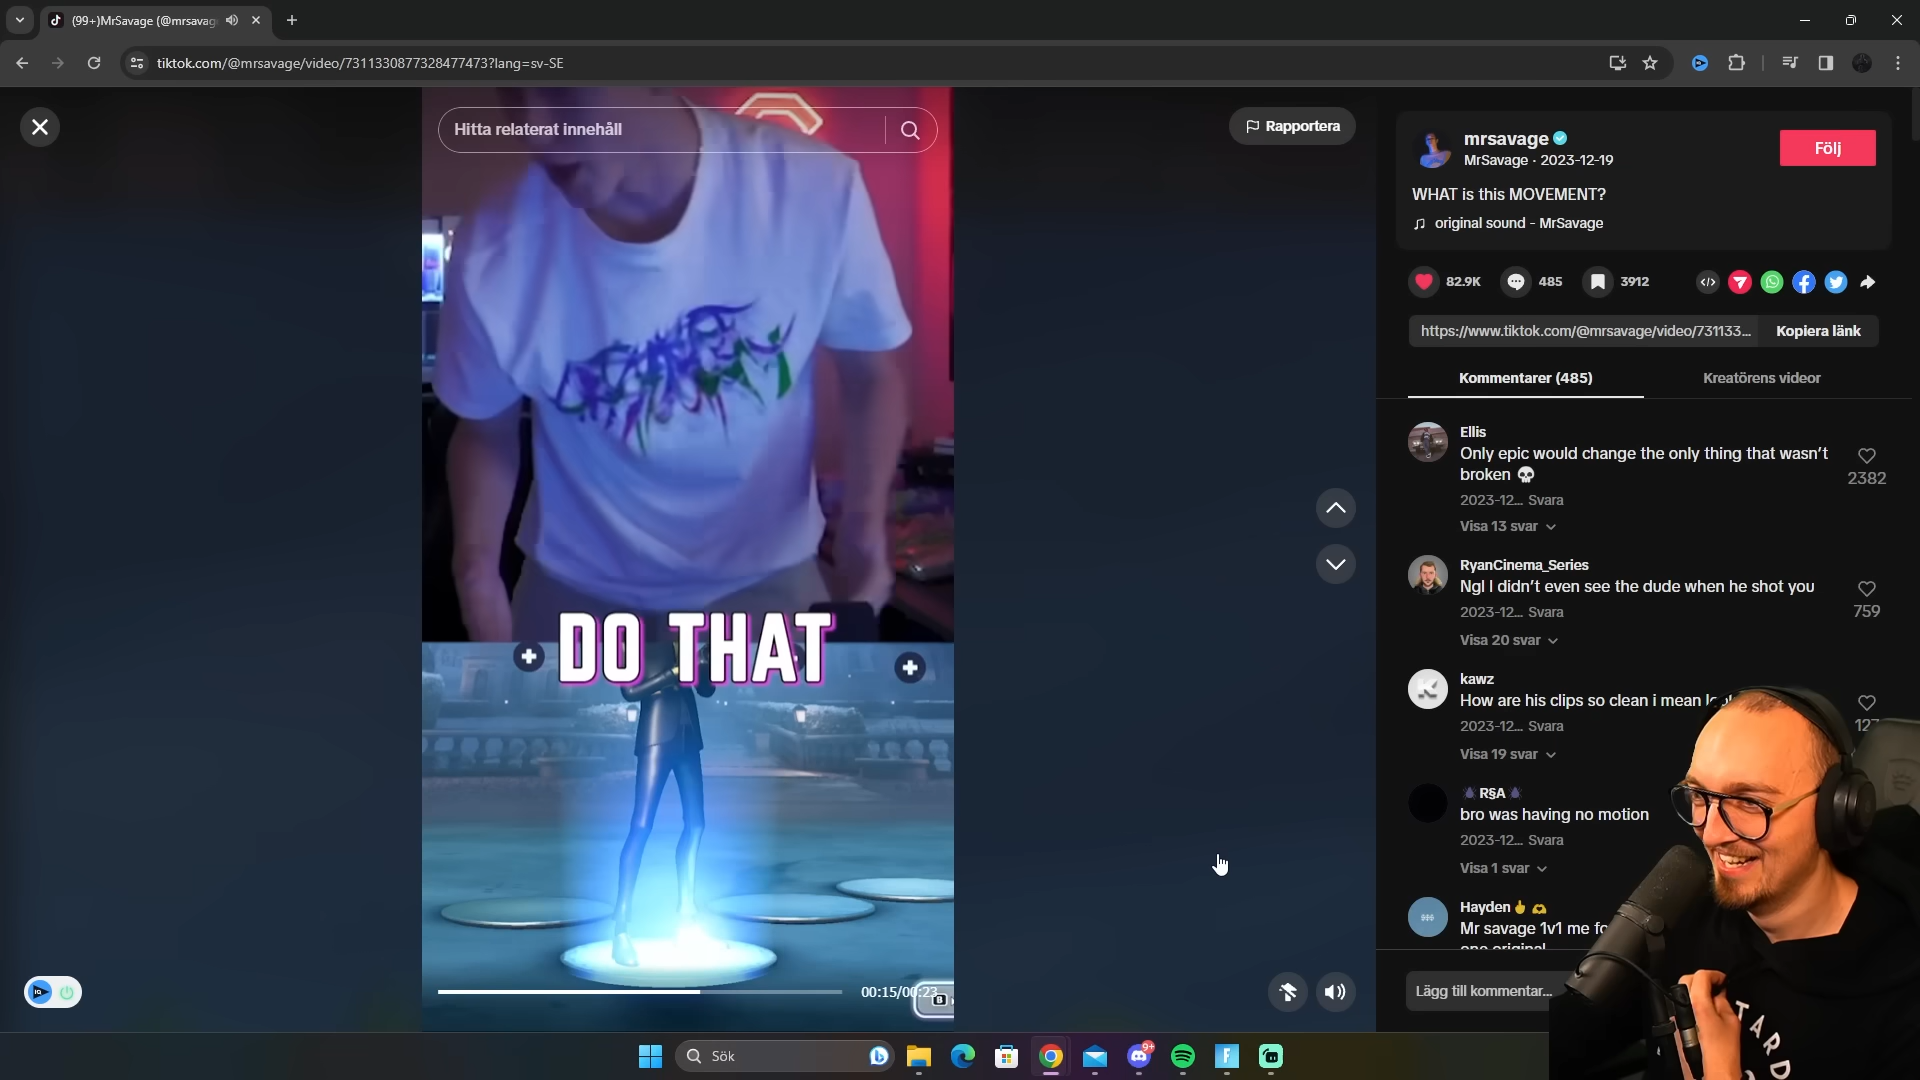 (99+)MrSavage (@mrsavag
tiktok.com/@mrsavage/video/7311330877328477473?lang=sv-SE
Hitta relaterat innehåll
Rapportera
mrsavage
MrSavage · 2023-12-19
Följ
WHAT is this MOVEMENT?
original sound - MrSavage
82.9K
485
3912
https://www.tiktok.com/@mrsavage/video/731133...
Kopiera länk
Kommentarer (485)
Kreatörens videor
Ellis
Only epic would change the only thing that wasn't
broken 💀
2382
2023-12... Svara
Visa 13 svar
RyanCinema_Series
Ngl I didn't even see the dude when he shot you
759
2023-12... Svara
Visa 20 svar
kawz
How are his clips so clean i mean
2023-12... Svara
Visa 19 svar
R§A
bro was having no motion
2023-12... Svara
Visa 1 svar
Hayden
Mr savage 1v1 me
one original
Lägg till kommentar...
DO THAT
00:15/00:23
B
Sök
9+
TARD